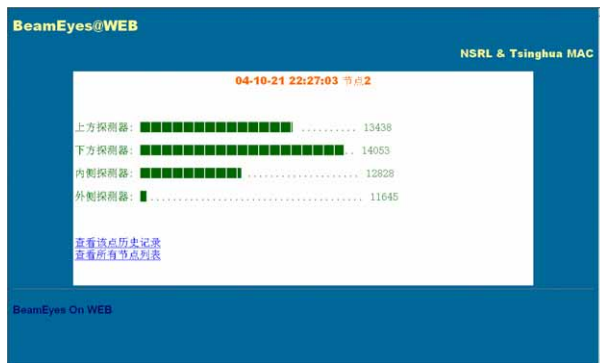 BeamEyes@WEB
NSRL & Tsinghua MAC
04-10-21 22:27:03 节点2
上方探测器: .......... 13438
下方探测器: .. 14053
内侧探测器: .................... 12828
外侧探测器: ...................................... 11645
查看该点历史记录
查看所有节点列表
BeamEyes On WEB